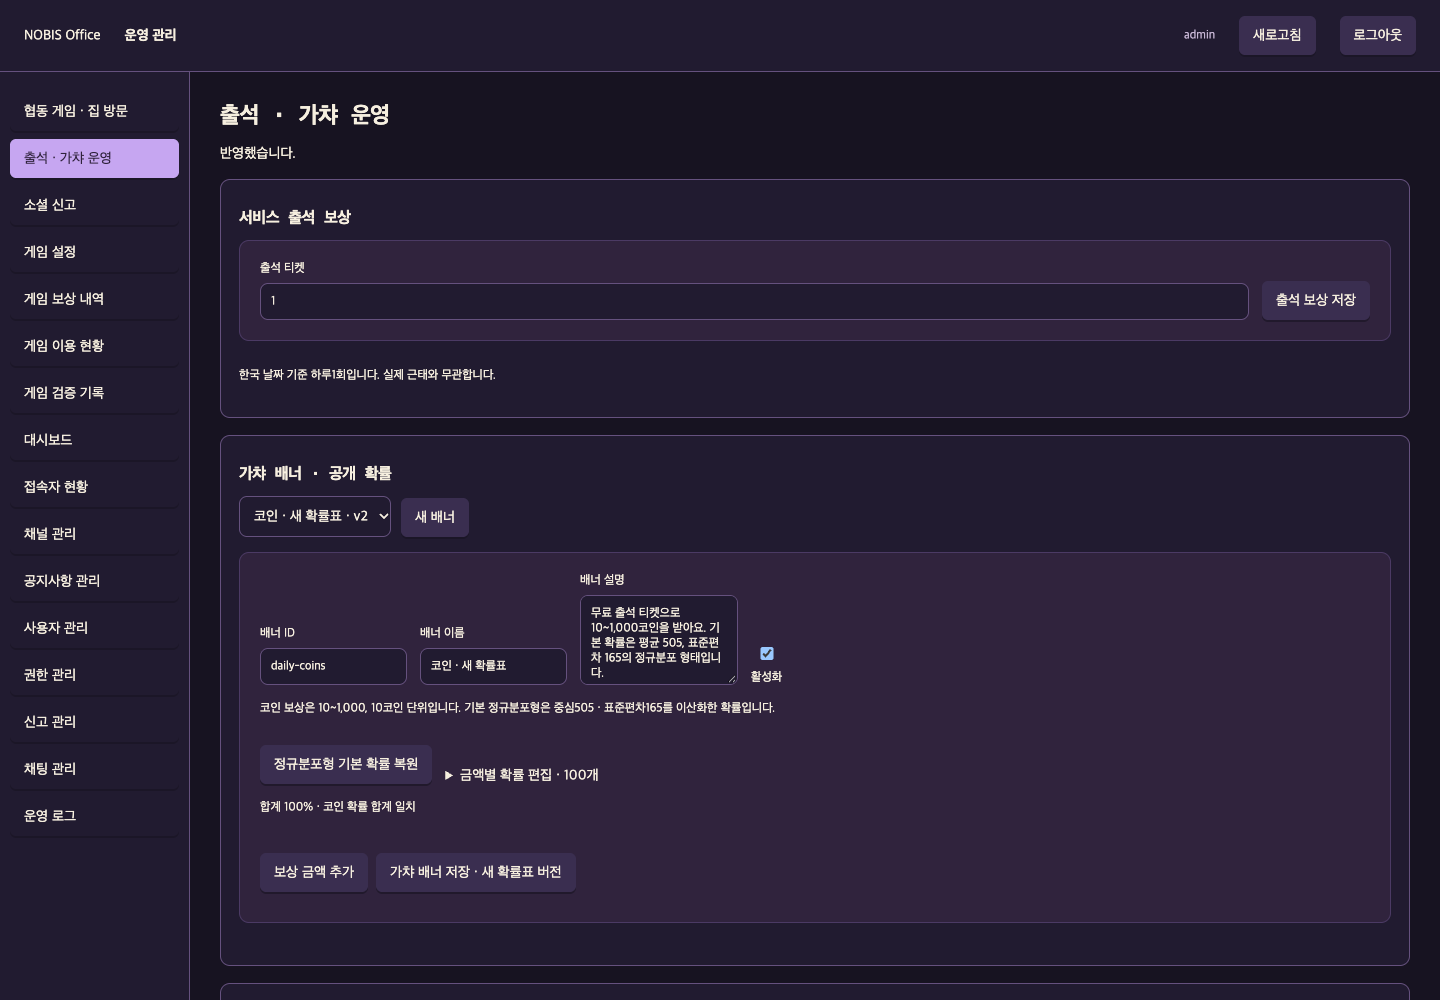 NOBIS Office
운영 관리
admin
새로고침
로그아웃
협동 게임 · 집 방문
출석 · 가챠 운영
소셜 신고
게임 설정
게임 보상 내역
게임 이용 현황
게임 검증 기록
대시보드
접속자 현황
채널 관리
공지사항 관리
사용자 관리
권한 관리
신고 관리
채팅 관리
운영 로그
출석 · 가챠 운영
반영했습니다.
서비스 출석 보상
출석 티켓
1
출석 보상 저장
한국 날짜 기준 하루1회입니다. 실제 근태와 무관합니다.
가챠 배너 · 공개 확률
코인 · 새 확률표 · v2
새 배너
배너 ID
daily-coins
배너 이름
코인 · 새 확률표
배너 설명
무료 출석 티켓으로
10~1,000코인을 받아요. 기
본 확률은 평균 505, 표준편
차 165의 정규분포 형태입니
다.
활성화
코인 보상은 10~1,000, 10코인 단위입니다. 기본 정규분포형은 중심505 · 표준편차165를 이산화한 확률입니다.
정규분포형 기본 확률 복원
▶ 금액별 확률 편집 · 100개
합계 100% · 코인 확률 합계 일치
보상 금액 추가
가챠 배너 저장 · 새 확률표 버전